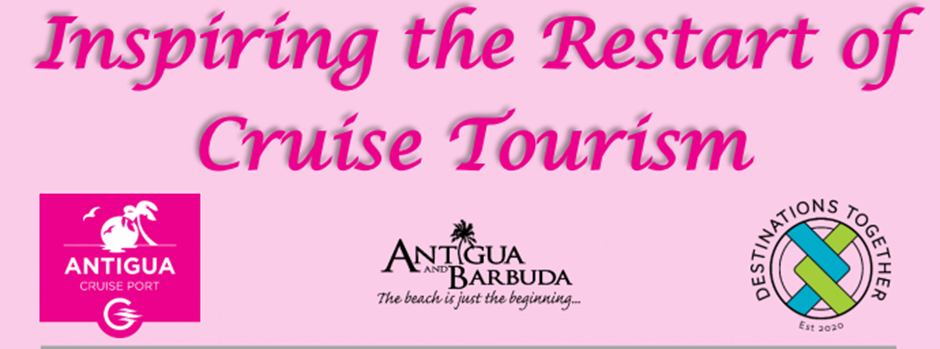 Inspiring the Restart of
Cruise Tourism
ANTIGUA
CRUISE PORT
G
ANTIGUA
AND BARBUDA
The beach is just the beginning...
DESTINATIONS TOGETHER
Est 2020